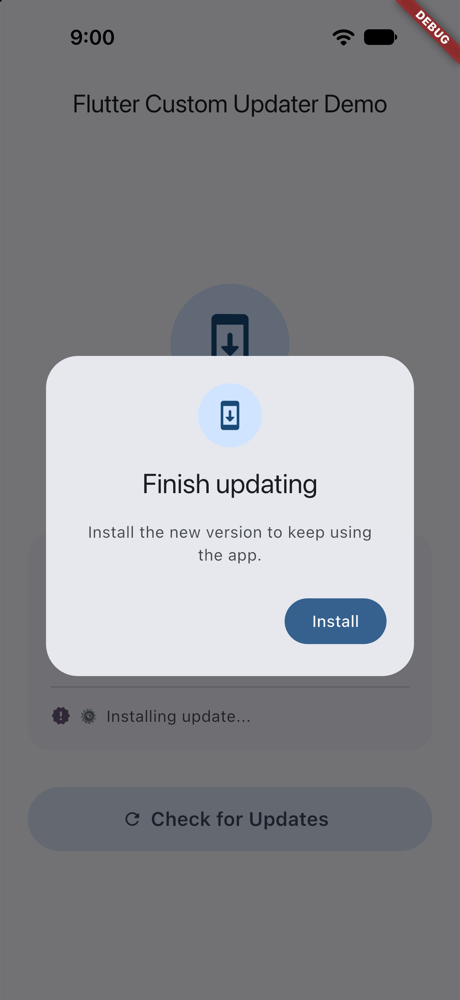 9:00
DEBUG
Flutter Custom Updater Demo
Finish updating
Install the new version to keep using
the app.
Install
Installing update...
Check for Updates